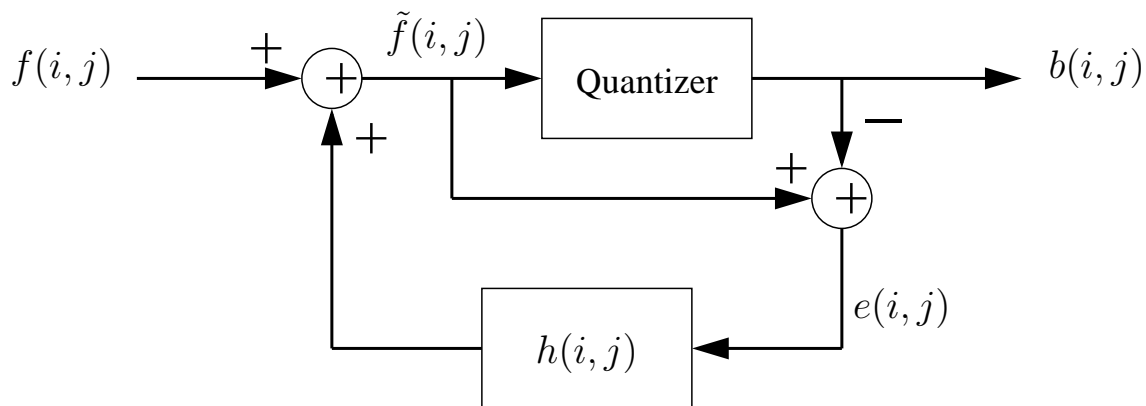 f(i, j)
+
+
f̃(i, j)
Quantizer
b(i, j)
+
−
+
+
e(i, j)
h(i, j)